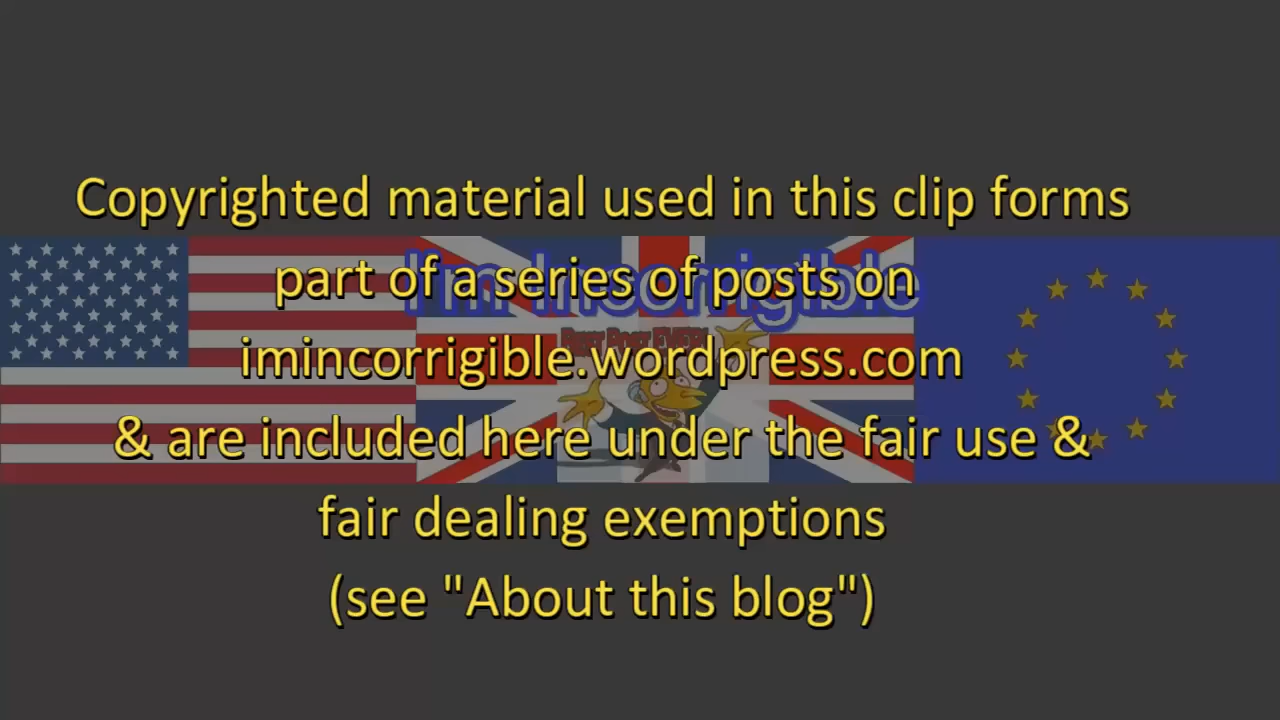 Copyrighted material used in this clip forms
part of a series of posts on
I'm Incorrigible
imincorrigible.wordpress.com
& are included here under the fair use &
fair dealing exemptions
(see "About this blog")